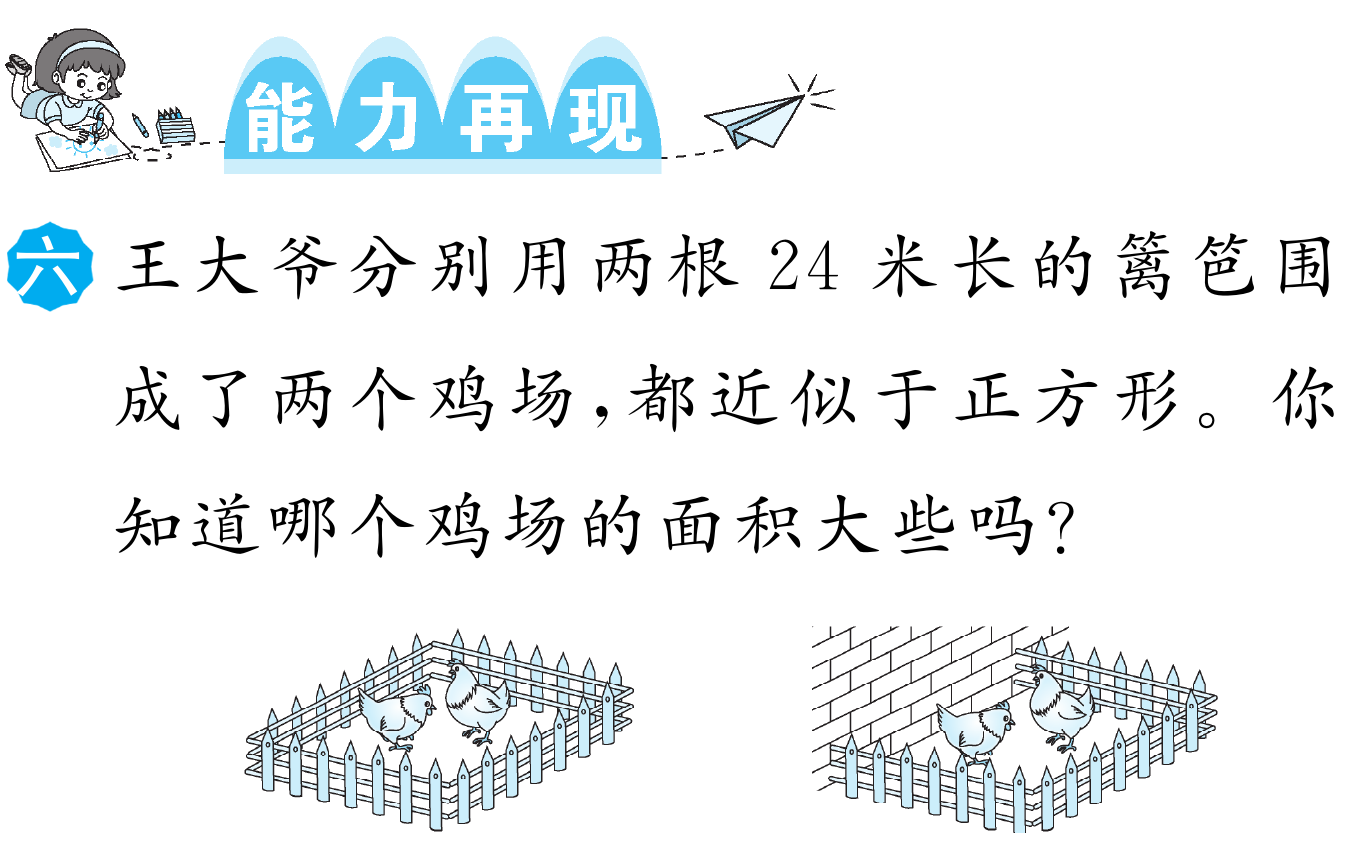 能力再现
六 王大爷分别用两根 24 米长的篱笆围
成了两个鸡场,都近似于正方形。你
知道哪个鸡场的面积大些吗?